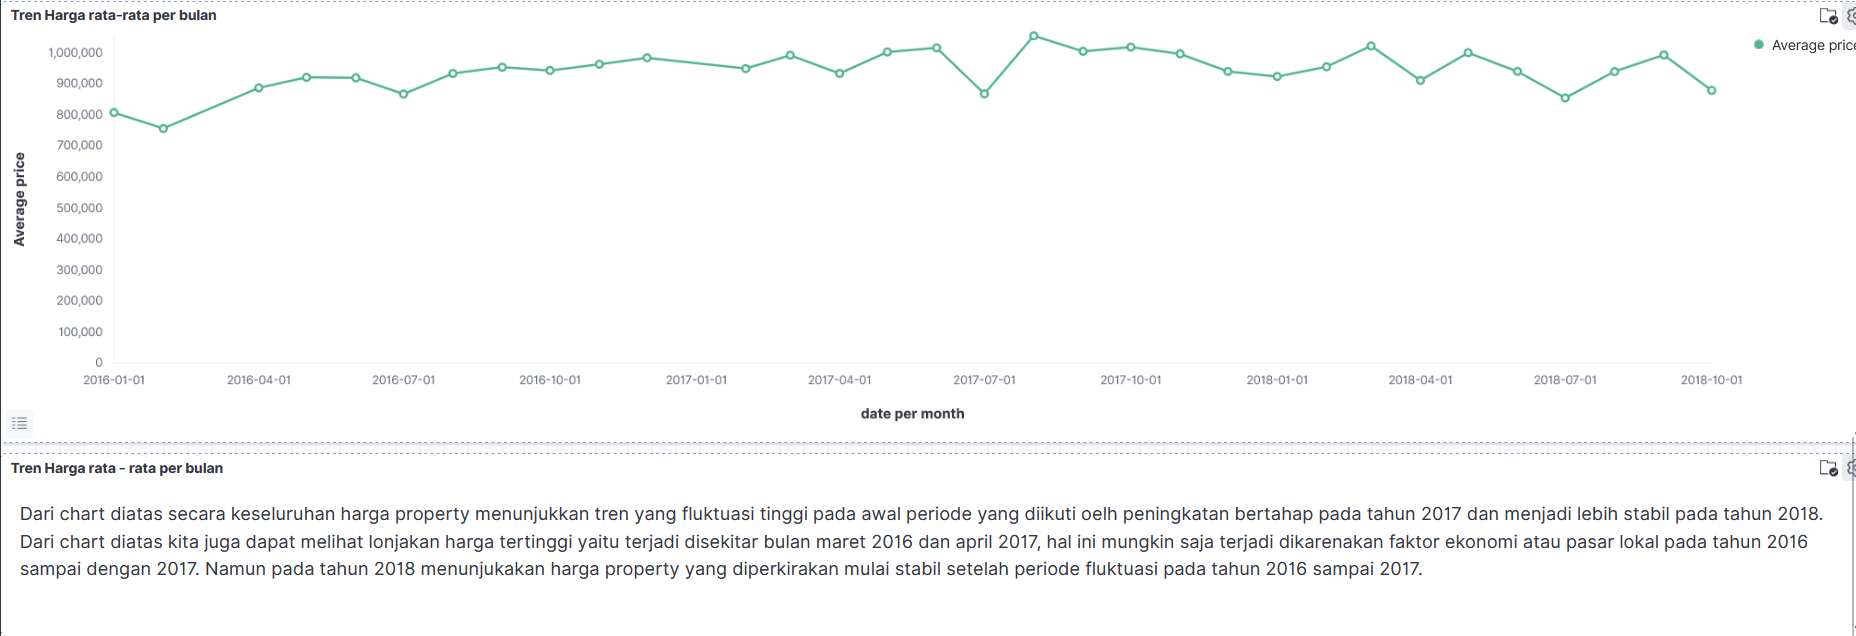 Tren Harga rata-rata per bulan
Average price
1,000,000
900,000
800,000
700,000
600,000
500,000
400,000
300,000
200,000
100,000
0
Average price
2016-01-01 2016-04-01 2016-07-01 2016-10-01 2017-01-01 2017-04-01 2017-07-01 2017-10-01 2018-01-01 2018-04-01 2018-07-01 2018-10-01
date per month
Tren Harga rata - rata per bulan
Dari chart diatas secara keseluruhan harga property menunjukkan tren yang fluktuasi tinggi pada awal periode yang diikuti oelh peningkatan bertahap pada tahun 2017 dan menjadi lebih stabil pada tahun 2018.
Dari chart diatas kita juga dapat melihat lonjakan harga tertinggi yaitu terjadi disekitar bulan maret 2016 dan april 2017, hal ini mungkin saja terjadi dikarenakan faktor ekonomi atau pasar lokal pada tahun 2016
sampai dengan 2017. Namun pada tahun 2018 menunjukakan harga property yang diperkirakan mulai stabil setelah periode fluktuasi pada tahun 2016 sampai 2017.